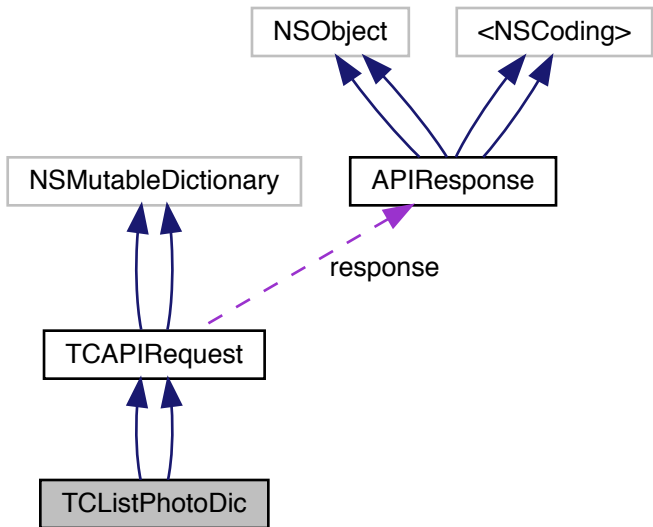 NSObject
<NSCoding>
NSMutableDictionary
APIResponse
response
TCAPIRequest
TCListPhotoDic